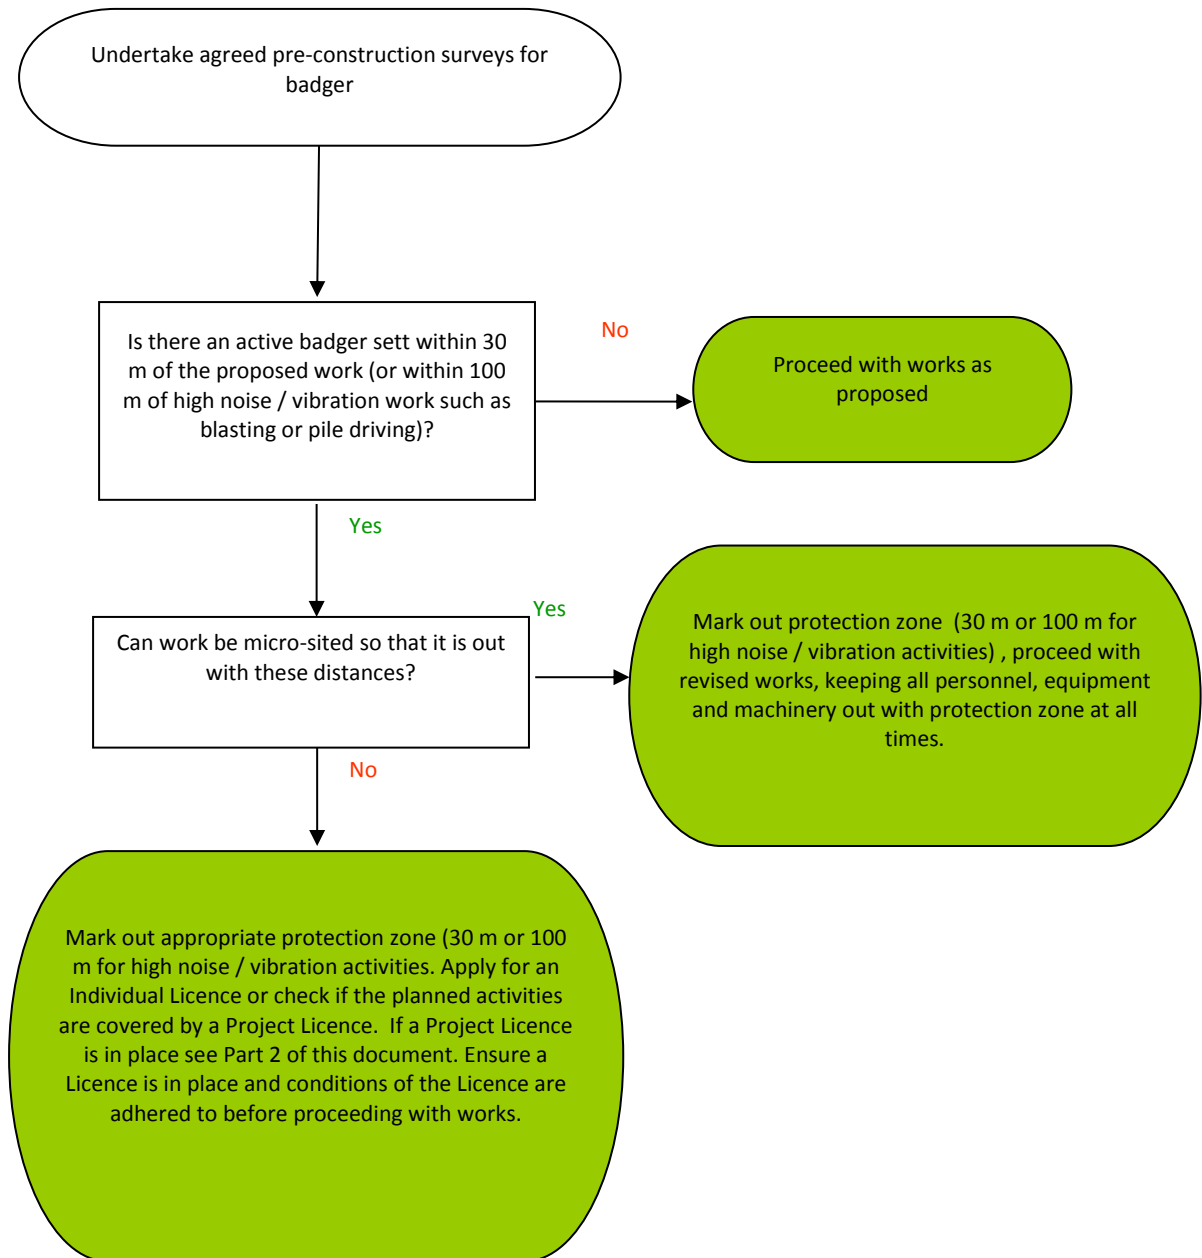 Undertake agreed pre-construction surveys for
badger
Is there an active badger sett within 30
m of the proposed work (or within 100
m of high noise / vibration work such as
blasting or pile driving)?
No
Proceed with works as
proposed
Yes
Can work be micro-sited so that it is out
with these distances?
Yes
Mark out protection zone  (30 m or 100 m for
high noise / vibration activities) , proceed with
revised works, keeping all personnel, equipment
and machinery out with protection zone at all
times.
No
Mark out appropriate protection zone (30 m or 100
m for high noise / vibration activities. Apply for an
Individual Licence or check if the planned activities
are covered by a Project Licence.  If a Project Licence
is in place see Part 2 of this document. Ensure a
Licence is in place and conditions of the Licence are
adhered to before proceeding with works.